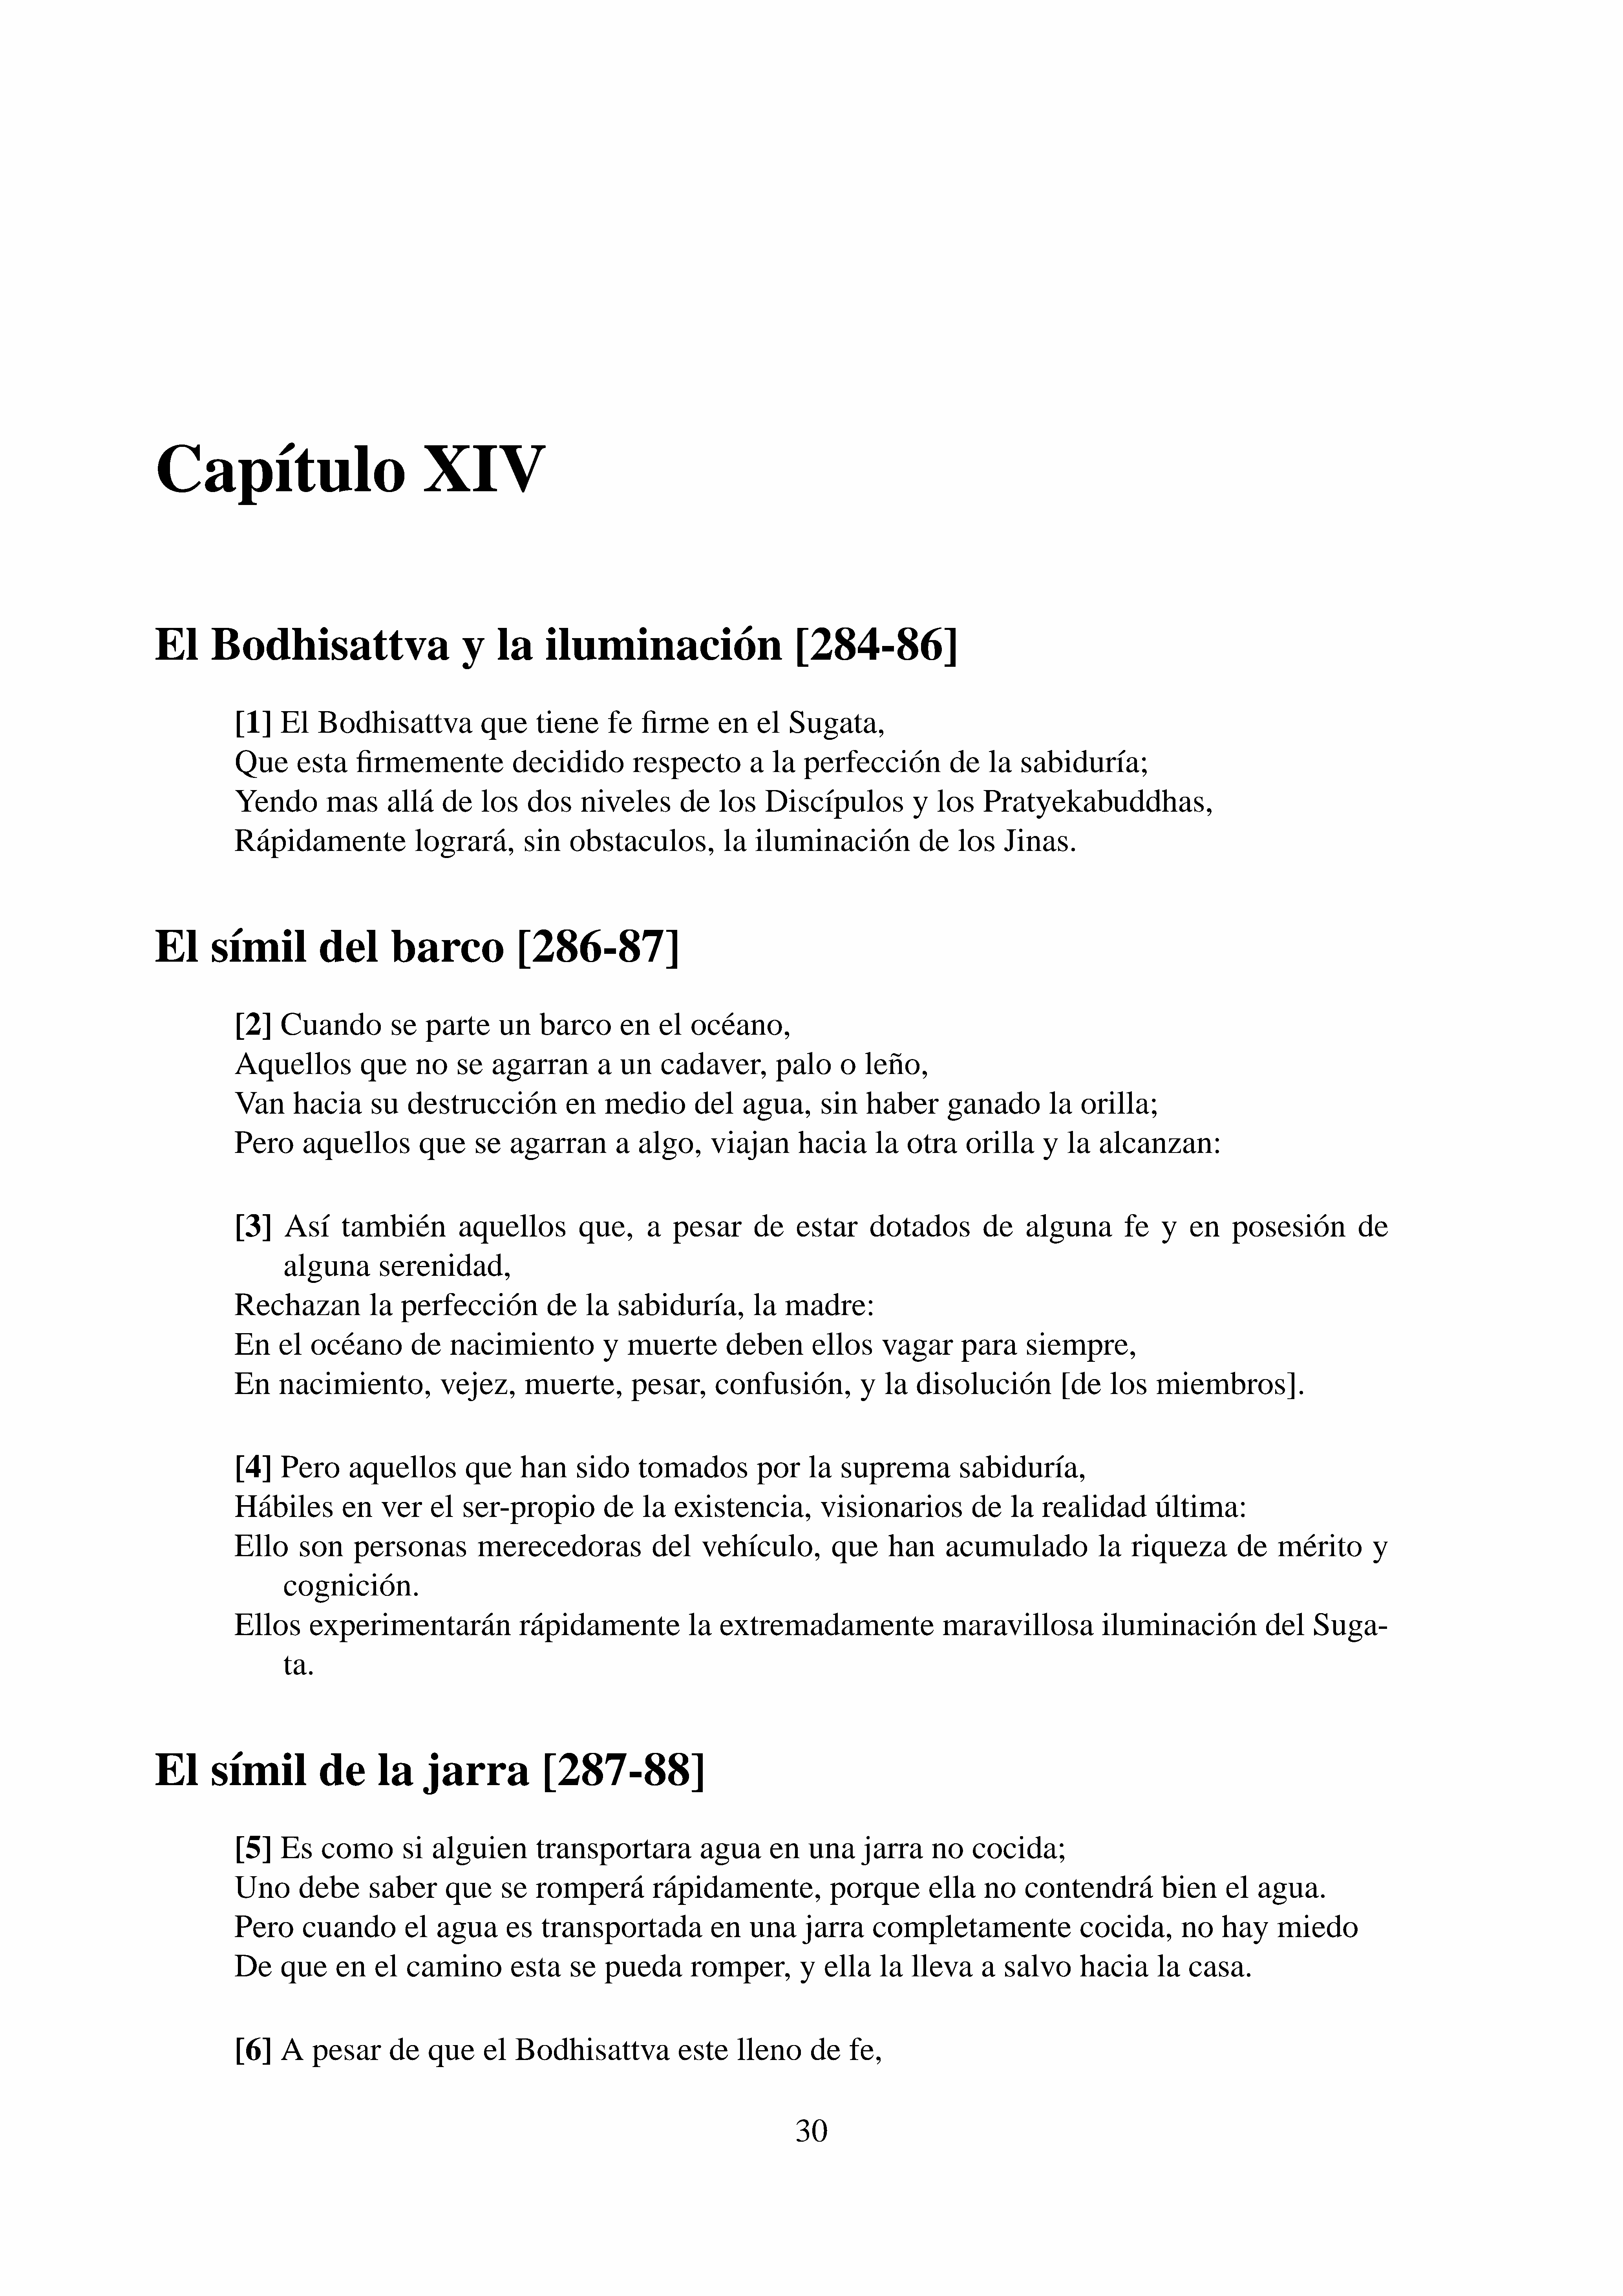 Capítulo XIV
El Bodhisattva y la iluminación [284-86]
[1] El Bodhisattva que tiene fe firme en el Sugata,
Que esta firmemente decidido respecto a la perfección de la sabiduría;
Yendo mas allá de los dos niveles de los Discípulos y los Pratyekabuddhas,
Rápidamente logrará, sin obstaculos, la iluminación de los Jinas.
El símil del barco [286-87]
[2] Cuando se parte un barco en el océano,
Aquellos que no se agarran a un cadaver, palo o leño,
Van hacia su destrucción en medio del agua, sin haber ganado la orilla;
Pero aquellos que se agarran a algo, viajan hacia la otra orilla y la alcanzan:
[3] Así también aquellos que, a pesar de estar dotados de alguna fe y en posesión de
alguna serenidad,
Rechazan la perfección de la sabiduría, la madre:
En el océano de nacimiento y muerte deben ellos vagar para siempre,
En nacimiento, vejez, muerte, pesar, confusión, y la disolución [de los miembros].
[4] Pero aquellos que han sido tomados por la suprema sabiduría,
Hábiles en ver el ser-propio de la existencia, visionarios de la realidad última:
Ello son personas merecedoras del vehículo, que han acumulado la riqueza de mérito y
cognición.
Ellos experimentarán rápidamente la extremadamente maravillosa iluminación del Suga-
ta.
El símil de la jarra [287-88]
[5] Es como si alguien transportara agua en una jarra no cocida;
Uno debe saber que se romperá rápidamente, porque ella no contendrá bien el agua.
Pero cuando el agua es transportada en una jarra completamente cocida, no hay miedo
De que en el camino esta se pueda romper, y ella la lleva a salvo hacia la casa.
[6] A pesar de que el Bodhisattva este lleno de fe,
30